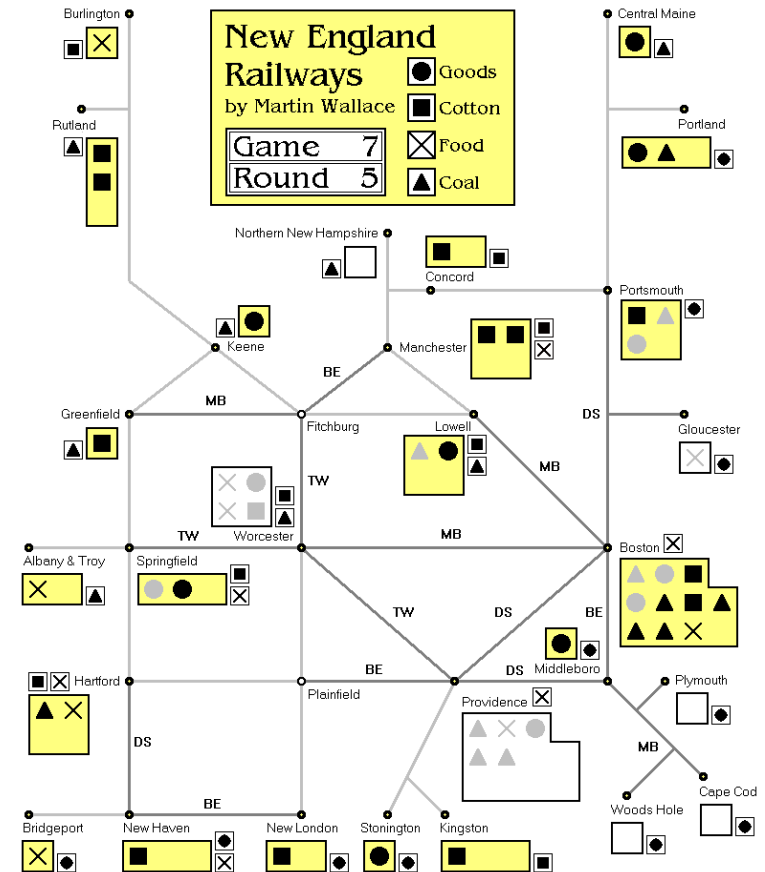 Burlington
Central Maine
New England
Railways
by Martin Wallace
Game 7
Round 5
Goods
Cotton
Food
Coal
Rutland
Portland
Northern New Hampshire
Concord
Portsmouth
Keene
Manchester
BE
MB
Greenfield
Fitchburg
Lowell
DS
Gloucester
TW
MB
TW
Worcester
MB
Albany & Troy
Springfield
Boston
TW
DS
BE
Hartford
BE
DS
Middleboro
Plainfield
Providence
Plymouth
DS
MB
BE
Cape Cod
Woods Hole
Bridgeport
New Haven
New London
Stonington
Kingston